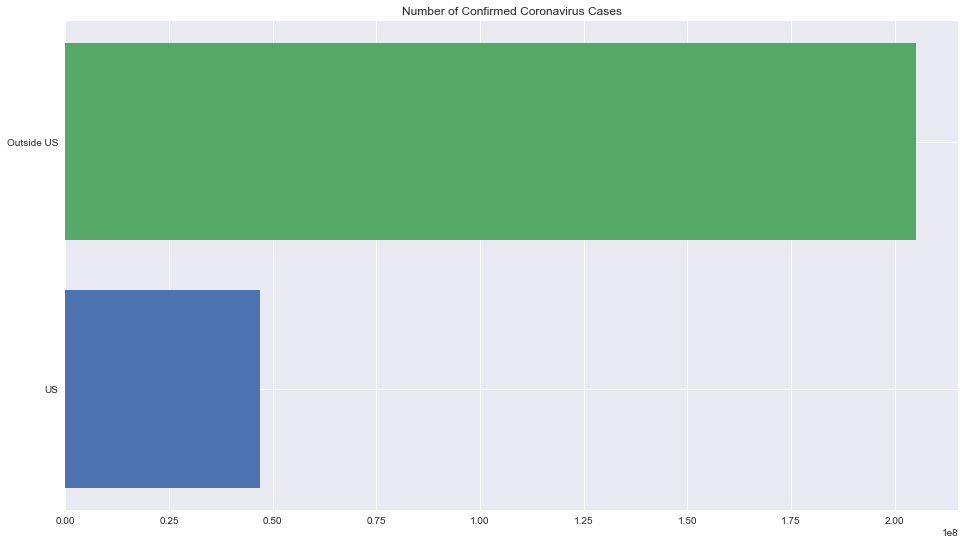 Number of Confirmed Coronavirus Cases
Outside US
US
0.00 0.25 0.50 0.75 1.00 1.25 1.50 1.75 2.00
1e8